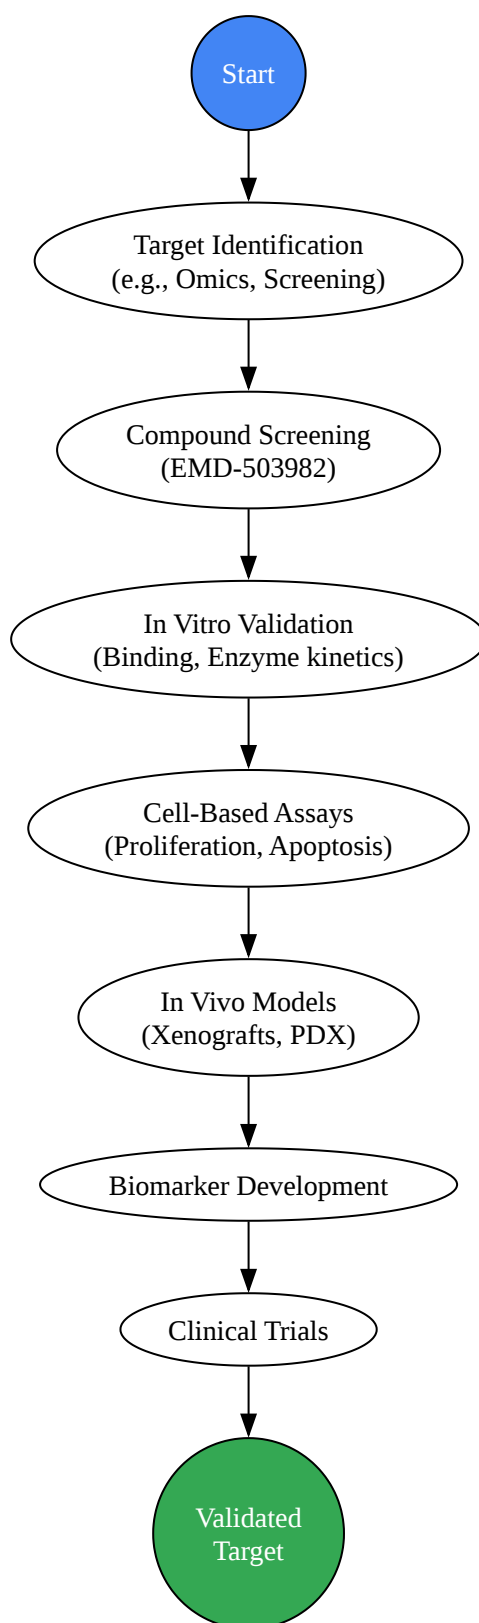 Start
Target Identification
(e.g., Omics, Screening)
Compound Screening
(EMD-503982)
In Vitro Validation
(Binding, Enzyme kinetics)
Cell-Based Assays
(Proliferation, Apoptosis)
In Vivo Models
(Xenografts, PDX)
Biomarker Development
Clinical Trials
Validated
Target